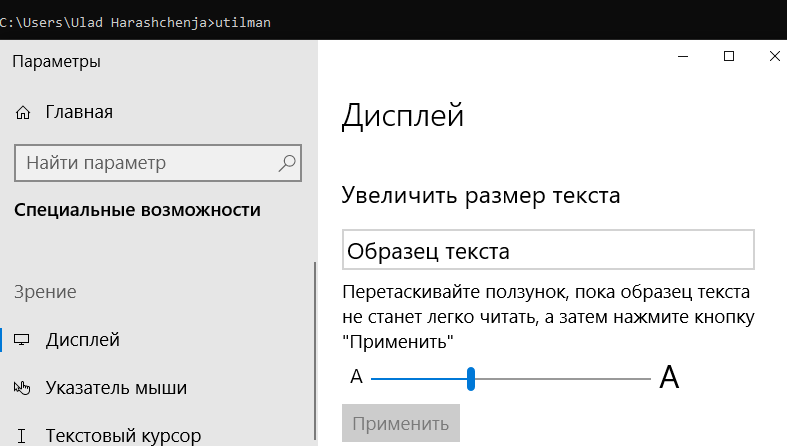 C:\Users\Ulad Harashchenja>utilman
Параметры
Главная
Найти параметр
Специальные возможности
Зрение
Дисплей
Указатель мыши
Текстовый курсор
Дисплей
Увеличить размер текста
Образец текста
Перетаскивайте ползунок, пока образец текста
не станет легко читать, а затем нажмите кнопку
"Применить"
A A
Применить